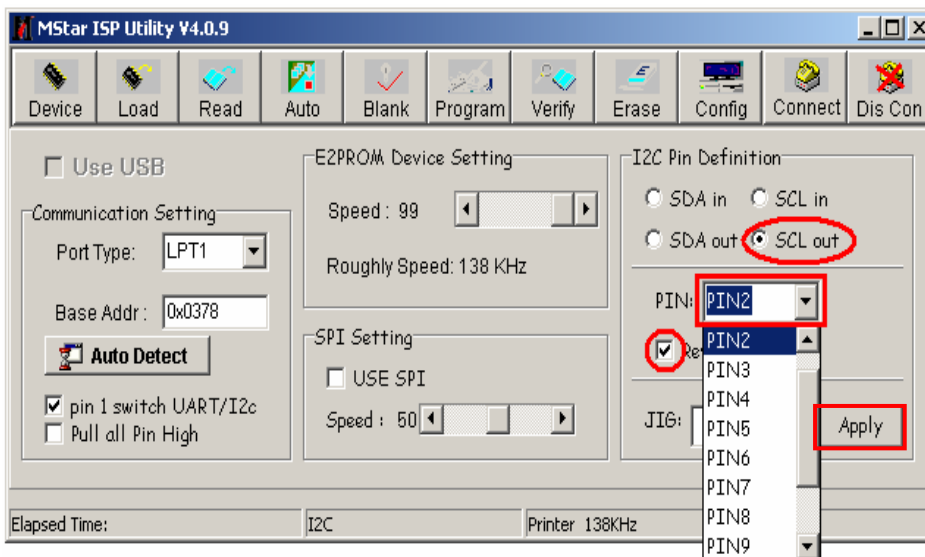 MStar ISP Utility V4.0.9
Device Load Read Auto Blank Program Verify Erase Config Connect Dis Con
Use USB
Communication Setting
Port Type: LPT1
Base Addr : 0x0378
Auto Detect
pin 1 switch UART/I2c
Pull all Pin High
E2PROM Device Setting
Speed : 99
Roughly Speed: 138 KHz
SPI Setting
USE SPI
Speed : 50
I2C Pin Definition
SDA in SCL in
SDA out SCL out
PIN: PIN2
PIN2
PIN3
PIN4
PIN5
PIN6
PIN7
PIN8
PIN9
JIG:
Apply
Elapsed Time: I2C Printer 138KHz